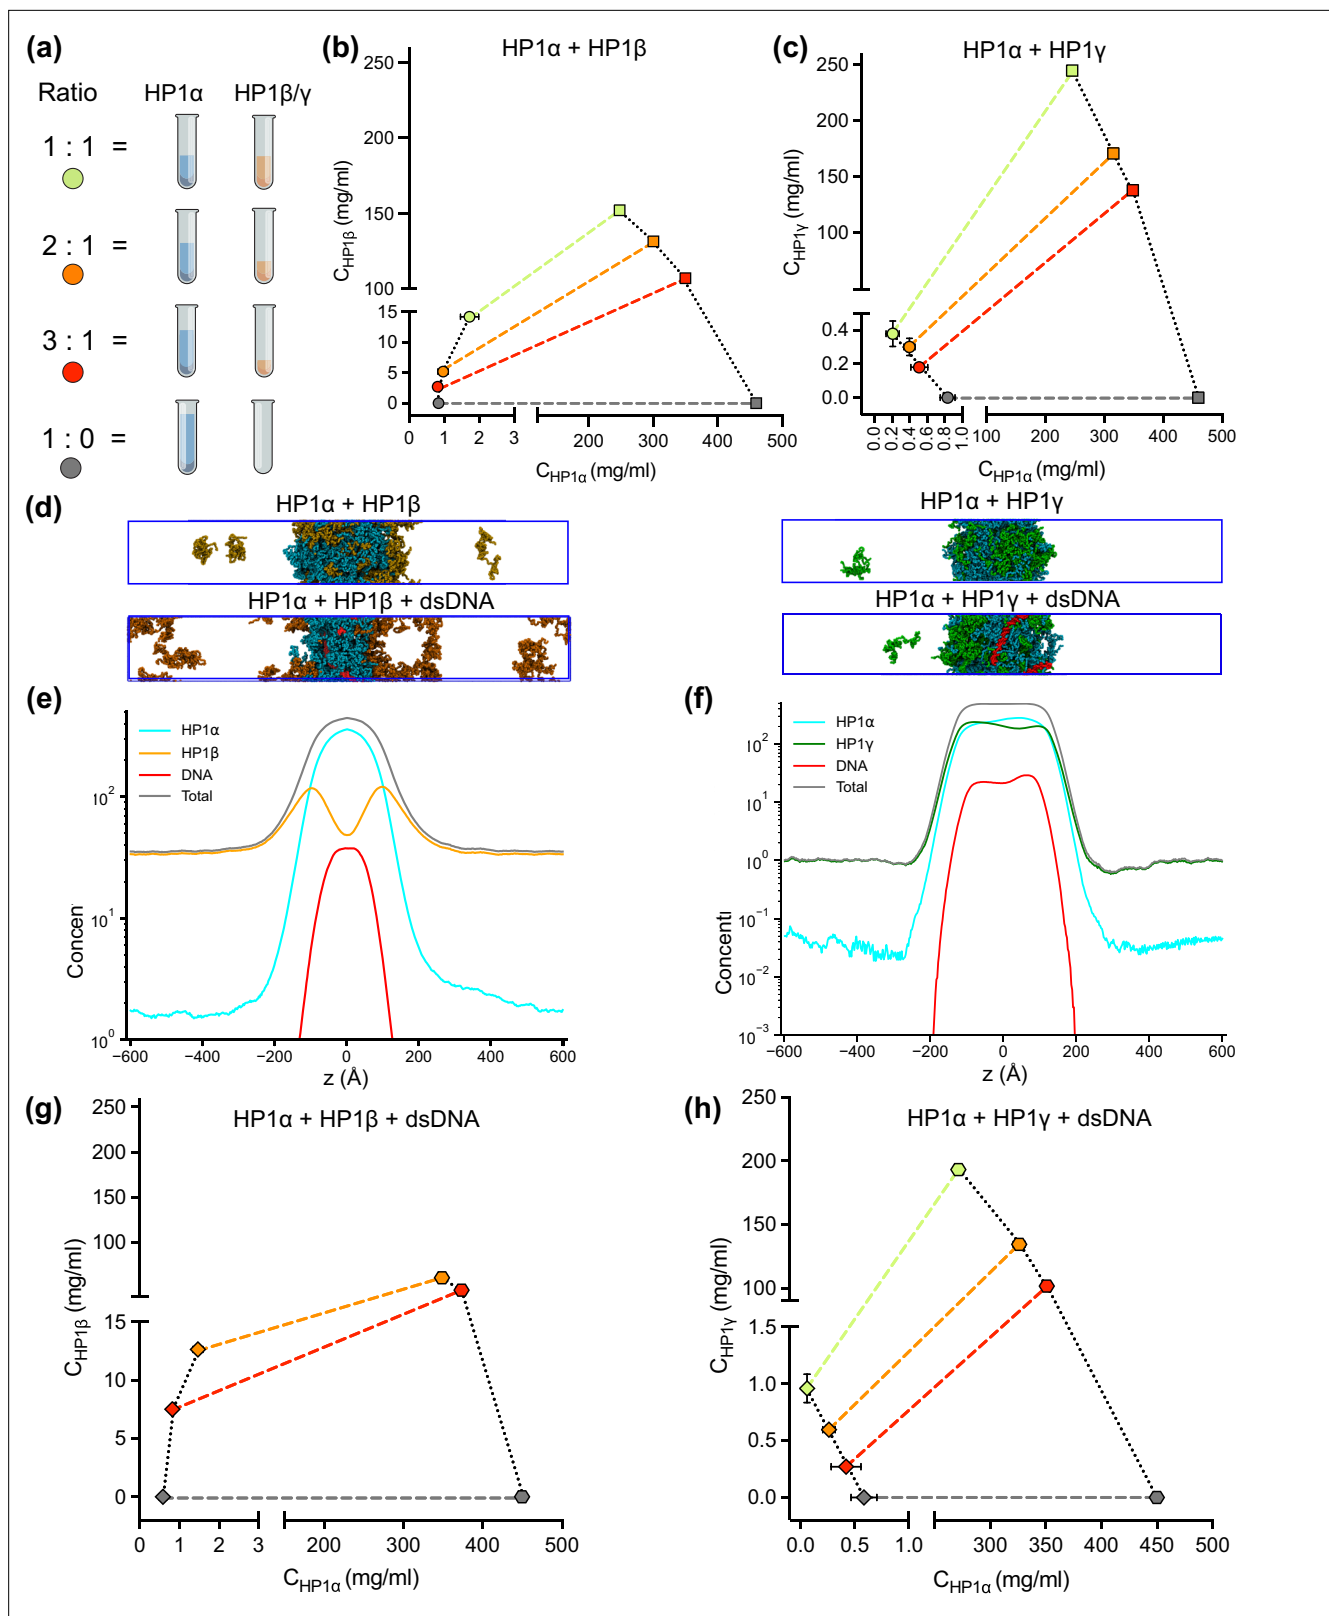 (a)
Ratio HP1α HP1β/γ
1 : 1 =
2 : 1 =
3 : 1 =
1 : 0 =
(b)
HP1α + HP1β
C_HP1β (mg/ml)
250
200
150
100
15
10
5
0
0 1 2 3 200 300 400 500
C_HP1α (mg/ml)
(c)
HP1α + HP1γ
C_HP1γ (mg/ml)
250
200
150
100
0.4
0.2
0.0
0.0 0.2 0.4 0.6 0.8 1.0 100 200 300 400 500
C_HP1α (mg/ml)
(d)
HP1α + HP1β
HP1α + HP1γ
HP1α + HP1β + dsDNA
HP1α + HP1γ + dsDNA
(e)
HP1α
HP1β
DNA
Total
Concen
10²
10¹
10⁰
−600 −400 −200 0 200 400 600
z (Å)
(f)
HP1α
HP1γ
DNA
Total
Concentı
10²
10¹
10⁰
10⁻¹
10⁻²
10⁻³
−600 −400 −200 0 200 400 600
z (Å)
(g)
HP1α + HP1β + dsDNA
C_HP1β (mg/ml)
250
200
150
100
15
10
5
0
0 1 2 3 200 300 400 500
C_HP1α (mg/ml)
(h)
HP1α + HP1γ + dsDNA
C_HP1γ (mg/ml)
250
200
150
100
1.5
1.0
0.5
0.0
0.0 0.5 1.0 300 350 400 450 500
C_HP1α (mg/ml)